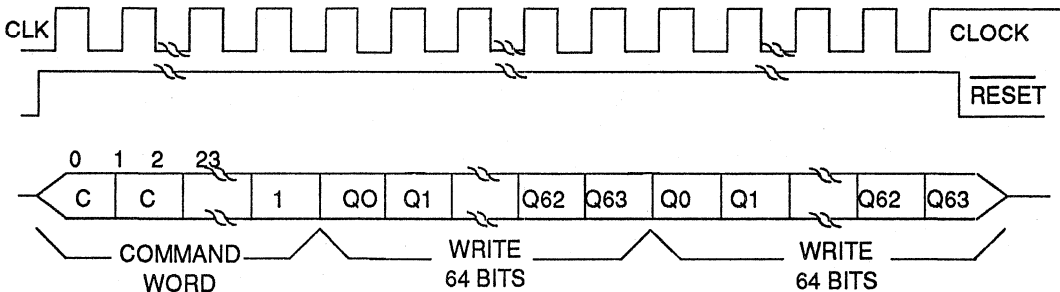 CLK
CLOCK
RESET
0 1 2 23
C C 1 QO Q1 Q62 Q63 Q0 Q1 Q62 Q63
COMMAND WORD
WRITE 64 BITS
WRITE 64 BITS